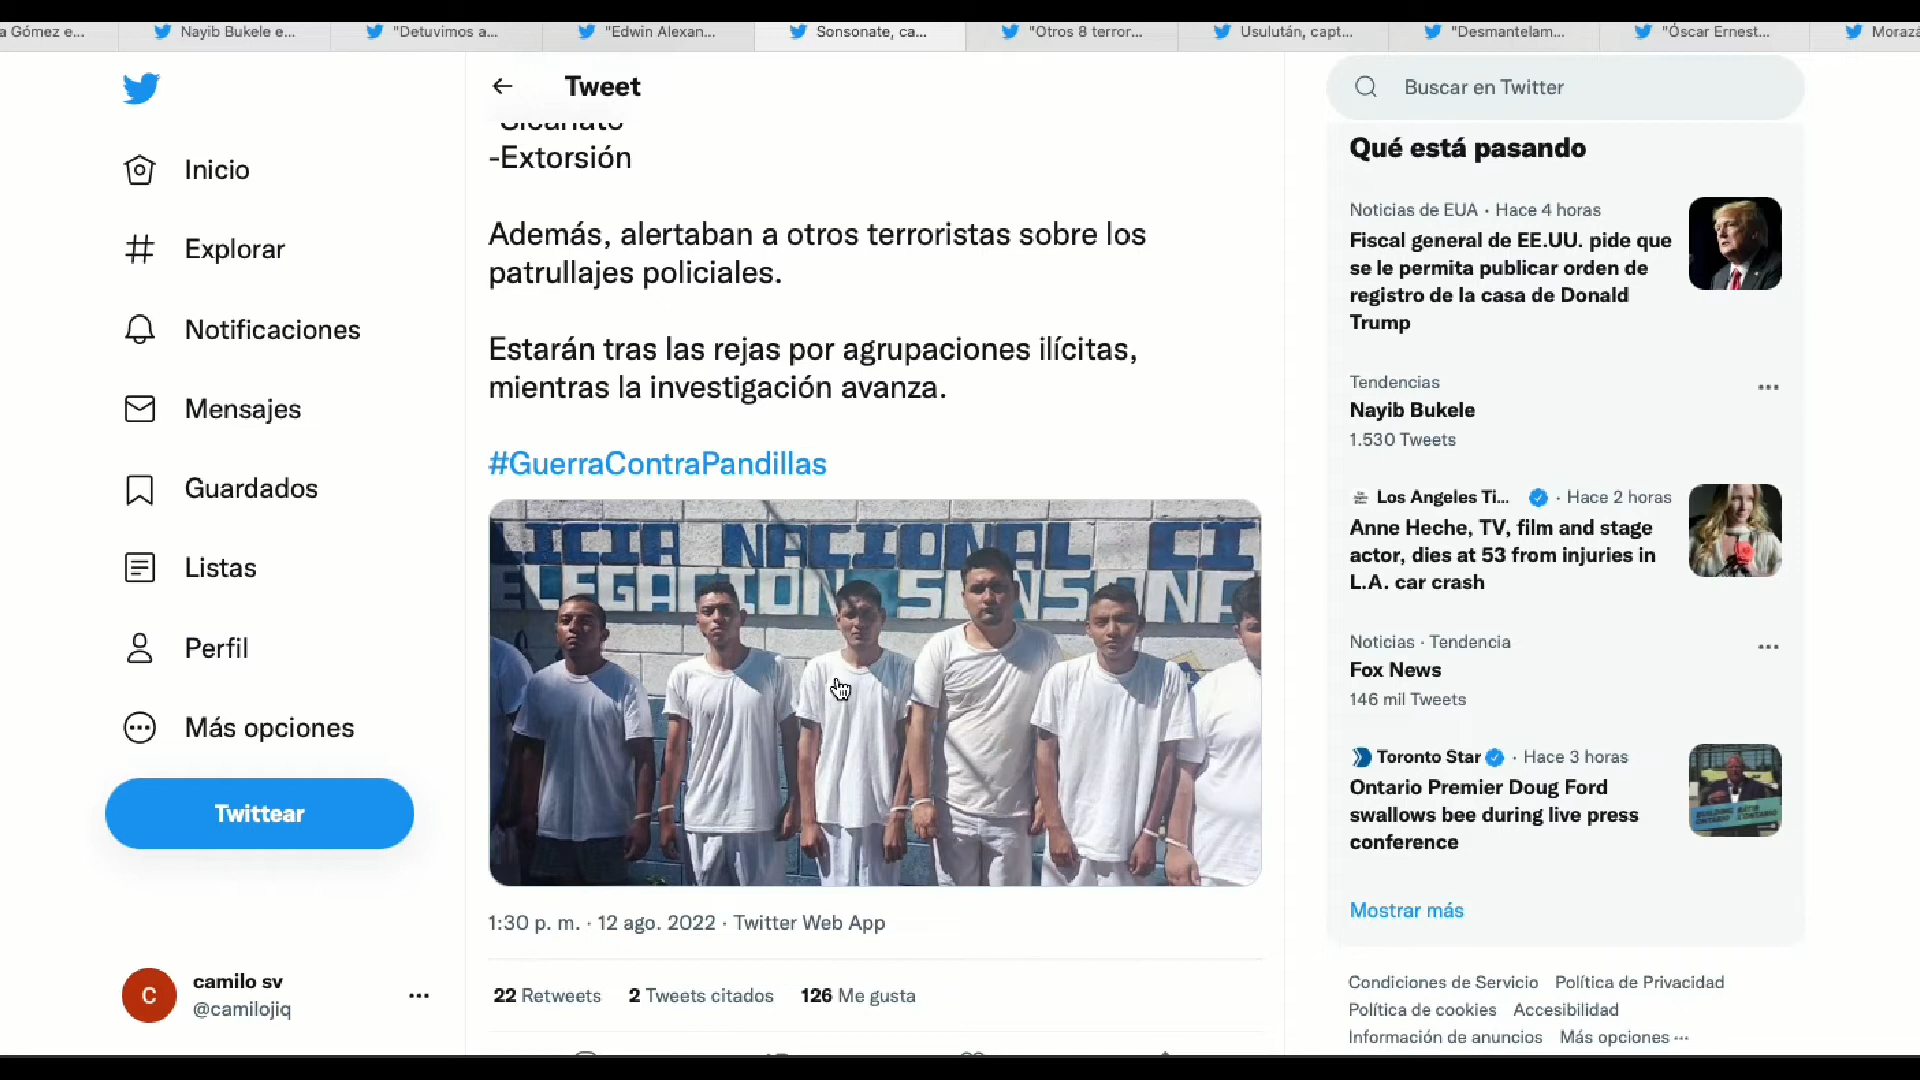 a Gómez e...
Nayib Bukele e...
"Detuvimos a...
"Edwin Alexan...
Sonsonate, ca...
"Otros 8 terror...
Usulután, capt...
"Desmantelam...
"Óscar Ernest...
Moraza
Inicio
Explorar
Notificaciones
Mensajes
Guardados
Listas
Perfil
Más opciones
Twittear
C
camilo sv
@camilojiq
Tweet
-Sicariato
-Extorsión
Además, alertaban a otros terroristas sobre los
patrullajes policiales.
Estarán tras las rejas por agrupaciones ilícitas,
mientras la investigación avanza.
#GuerraContraPandillas
LICIA NACIONAL CI
ELEGACION SONSONA
1:30 p. m. · 12 ago. 2022 · Twitter Web App
22 Retweets 2 Tweets citados 126 Me gusta
Buscar en Twitter
Qué está pasando
Noticias de EUA · Hace 4 horas
Fiscal general de EE.UU. pide que
se le permita publicar orden de
registro de la casa de Donald
Trump
Tendencias
Nayib Bukele
1.530 Tweets
Los Angeles Ti... · Hace 2 horas
Anne Heche, TV, film and stage
actor, dies at 53 from injuries in
L.A. car crash
Noticias · Tendencia
Fox News
146 mil Tweets
Toronto Star · Hace 3 horas
Ontario Premier Doug Ford
swallows bee during live press
conference
Mostrar más
Condiciones de Servicio Política de Privacidad
Política de cookies Accesibilidad
Información de anuncios Más opciones ···